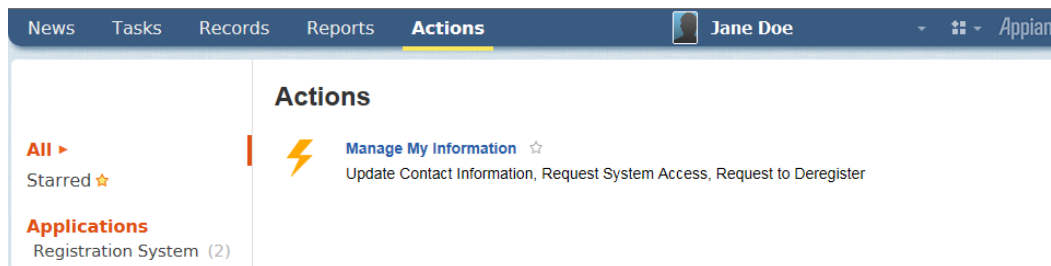 News Tasks Records Reports Actions Jane Doe Appian
Actions
All
Manage My Information
Starred
Update Contact Information, Request System Access, Request to Deregister
Applications
Registration System (2)